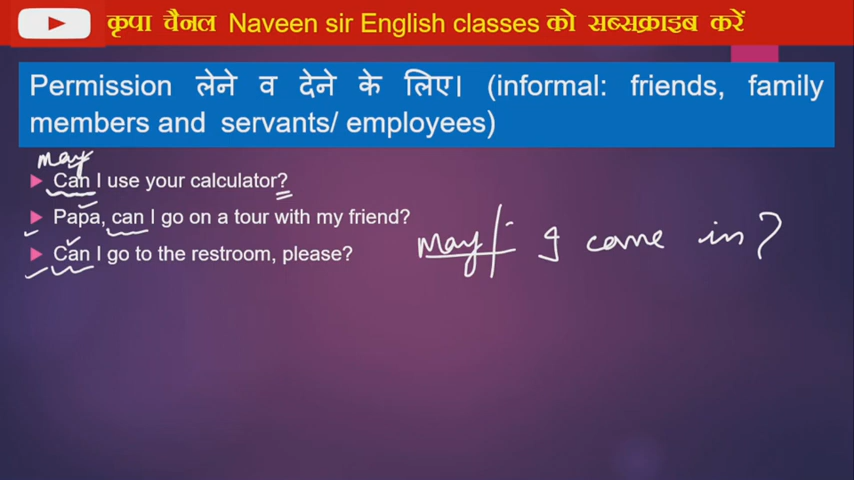 कृपा चैनल Naveen sir English classes को सब्सक्राइब करें
Permission लेने व देने के लिए। (informal: friends, family
members and servants/ employees)
may
Can I use your calculator?
Papa, can I go on a tour with my friend?
Can I go to the restroom, please?
may I come in?